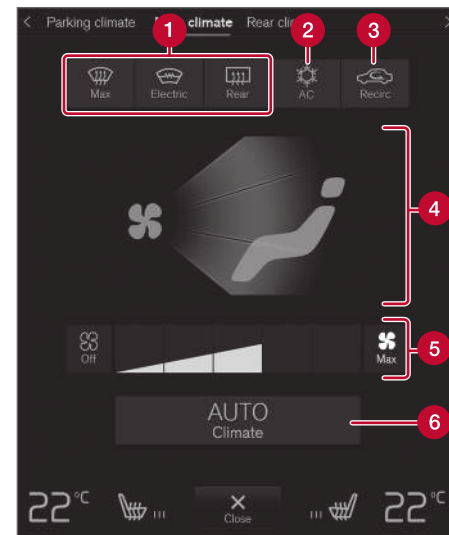 Parking climate climate Rear
1 2 3
Max Electric Rear AC Recirc
4
Off Max 5
AUTO 6
Climate
22°C 22°C
Close